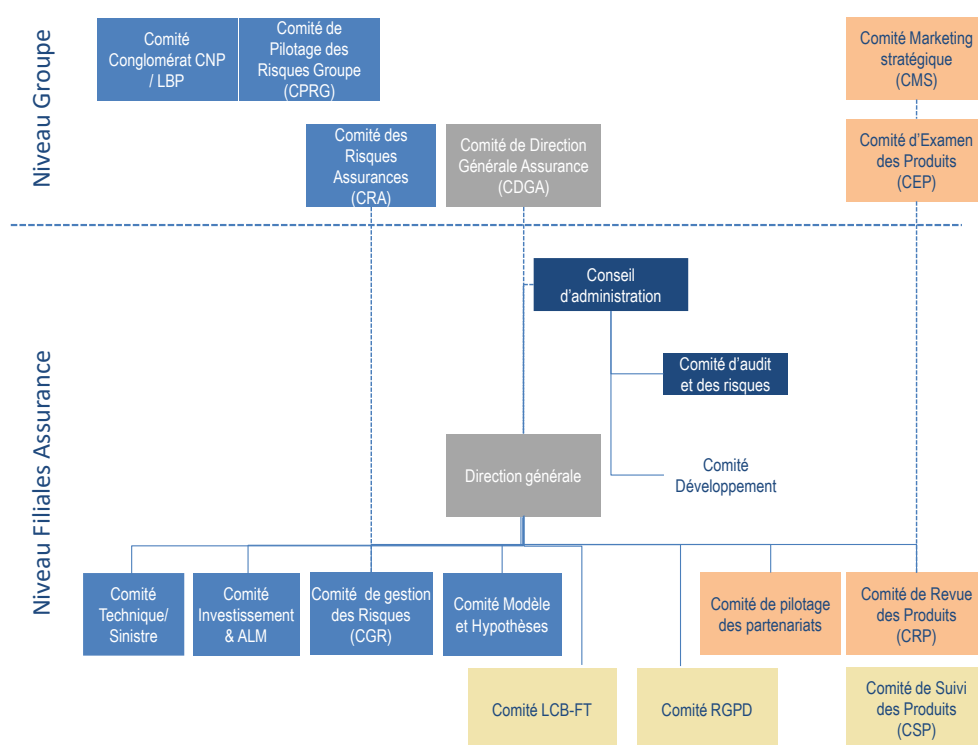 Niveau Groupe
Comité
Conglomérat CNP
/ LBP
Comité de
Pilotage des
Risques Groupe
(CPRG)
Comité Marketing
stratégique
(CMS)
Comité des
Risques
Assurances
(CRA)
Comité de Direction
Générale Assurance
(CDGA)
Comité d'Examen
des Produits
(CEP)
Niveau Filiales Assurance
Conseil
d'administration
Comité d'audit
et des risques
Direction générale
Comité
Développement
Comité
Technique/
Sinistre
Comité
Investissement
& ALM
Comité de gestion
des Risques
(CGR)
Comité Modèle
et Hypothèses
Comité de pilotage
des partenariats
Comité de Revue
des Produits
(CRP)
Comité LCB-FT
Comité RGPD
Comité de Suivi
des Produits
(CSP)